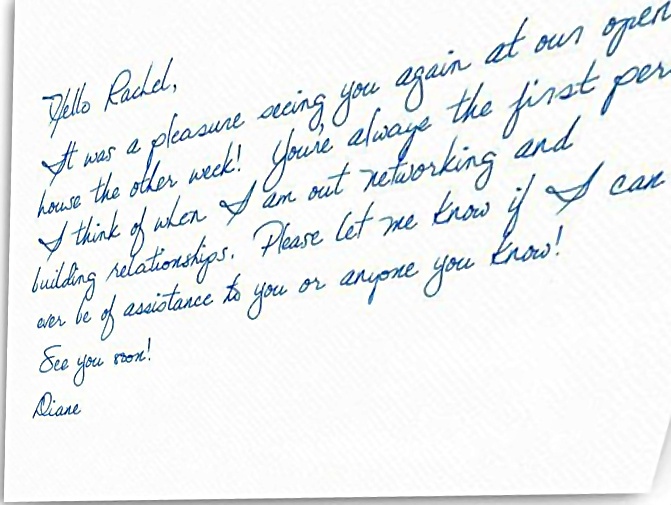 Hello Rachel,
It was a pleasure seeing you again at our open
house the other week! You're always the first per
I think of when I am out networking and
building relationships. Please let me know if I can
ever be of assistance to you or anyone you know!
See you soon!
Diane